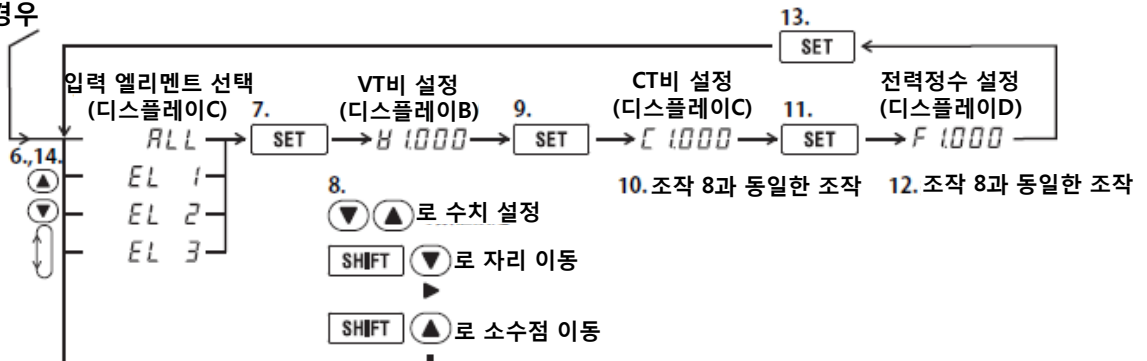 경우
13.
SET
입력 엘리먼트 선택
(디스플레이C)
7.
VT비 설정
(디스플레이B)
9.
CT비 설정
(디스플레이C)
11.
전력정수 설정
(디스플레이D)
ALL
SET
V 1.000
SET
C 1.000
SET
F 1.000
6.,14.
EL 1
EL 2
EL 3
8.
▼▲로 수치 설정
SHIFT ▼로 자리 이동
SHIFT ▲로 소수점 이동
10. 조작 8과 동일한 조작
12. 조작 8과 동일한 조작